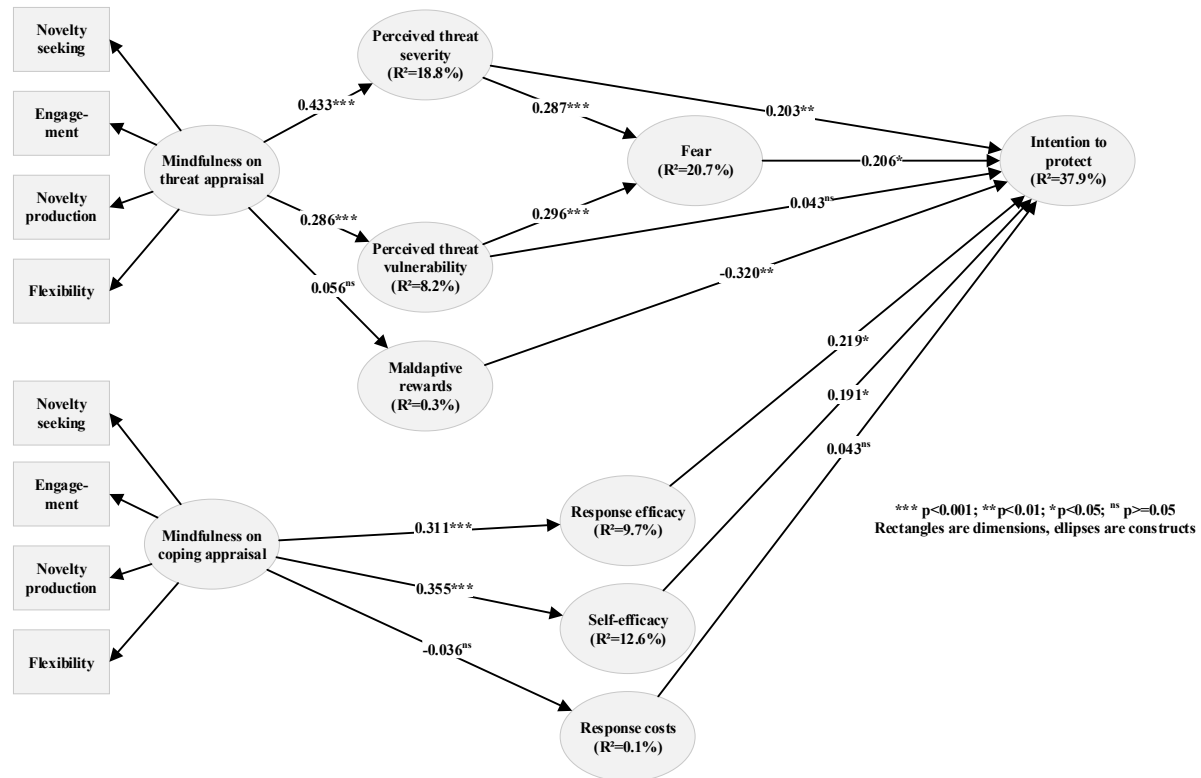 Novelty
seeking
Engage-
ment
Novelty
production
Flexibility
Mindfulness on
threat appraisal
0.433***
0.286***
0.056ns
Perceived threat
severity
(R²=18.8%)
Perceived threat
vulnerability
(R²=8.2%)
Maldaptive
rewards
(R²=0.3%)
0.287***
0.296***
Fear
(R²=20.7%)
0.203**
0.206*
0.043ns
-0.320**
Intention to
protect
(R²=37.9%)
Novelty
seeking
Engage-
ment
Novelty
production
Flexibility
Mindfulness on
coping appraisal
0.311***
0.355***
-0.036ns
Response efficacy
(R²=9.7%)
Self-efficacy
(R²=12.6%)
Response costs
(R²=0.1%)
0.219*
0.191*
0.043ns
*** p<0.001; **p<0.01; *p<0.05; ns p>=0.05
Rectangles are dimensions, ellipses are constructs